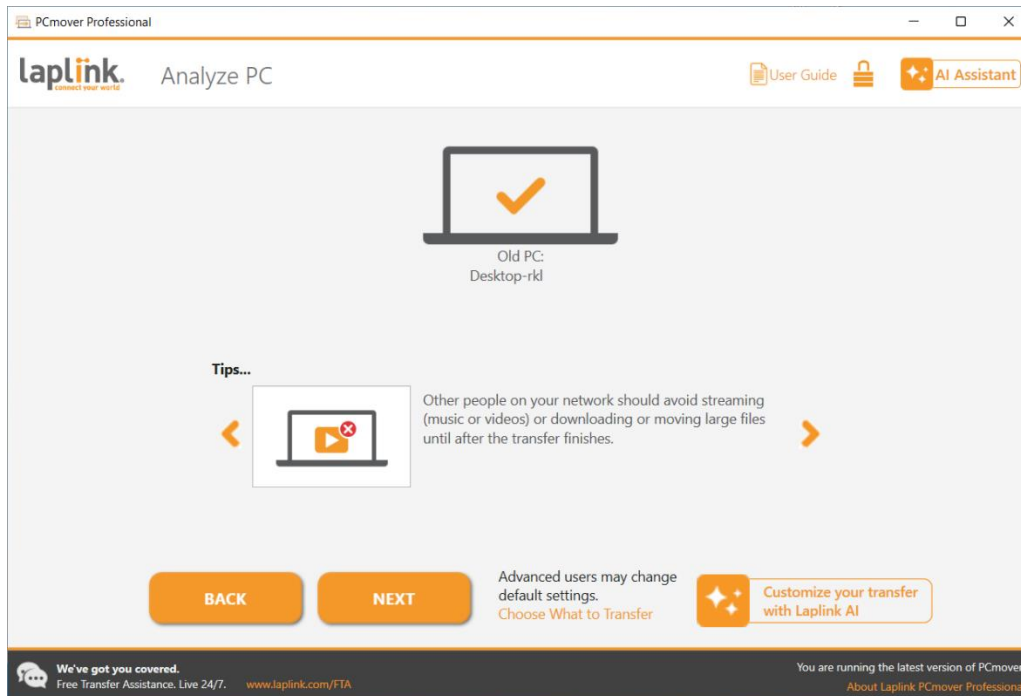 PCmover Professional
laplink.
connect your world
Analyze PC
User Guide
AI Assistant
Old PC:
Desktop-rkl
Tips...
Other people on your network should avoid streaming
(music or videos) or downloading or moving large files
until after the transfer finishes.
BACK
NEXT
Advanced users may change
default settings.
Choose What to Transfer
Customize your transfer
with Laplink AI
We've got you covered.
Free Transfer Assistance. Live 24/7. www.laplink.com/FTA
You are running the latest version of PCmover
About Laplink PCmover Professional